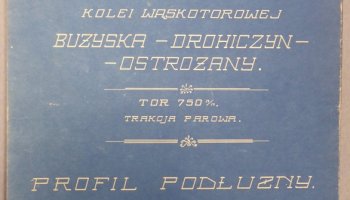 KOLEI WĄSKOTOROWEJ
BUZYSKA – DROHICZYN –
– OSTROŻANY.
TOR 750 ᵐ/ₘ.
TRAKCJA PAROWA.
PROFIL PODŁUŻNY.